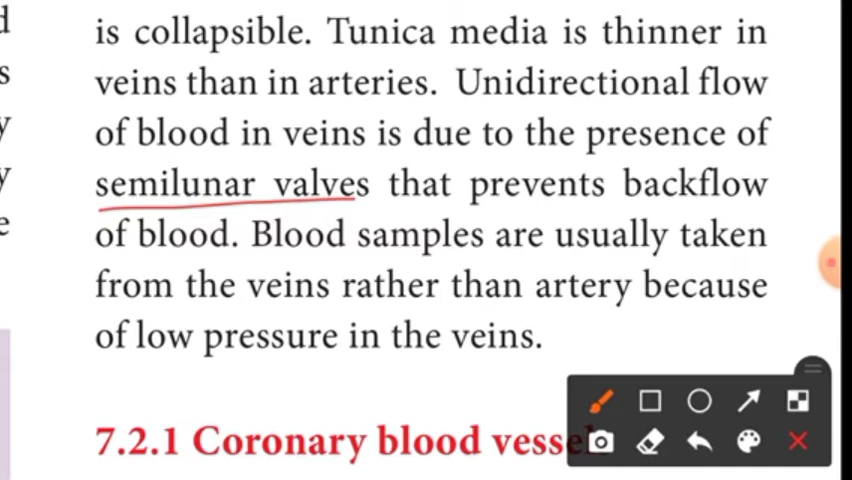 is collapsible. Tunica media is thinner in
veins than in arteries. Unidirectional flow
of blood in veins is due to the presence of
semilunar valves that prevents backflow
of blood. Blood samples are usually taken
from the veins rather than artery because
of low pressure in the veins.
7.2.1 Coronary blood